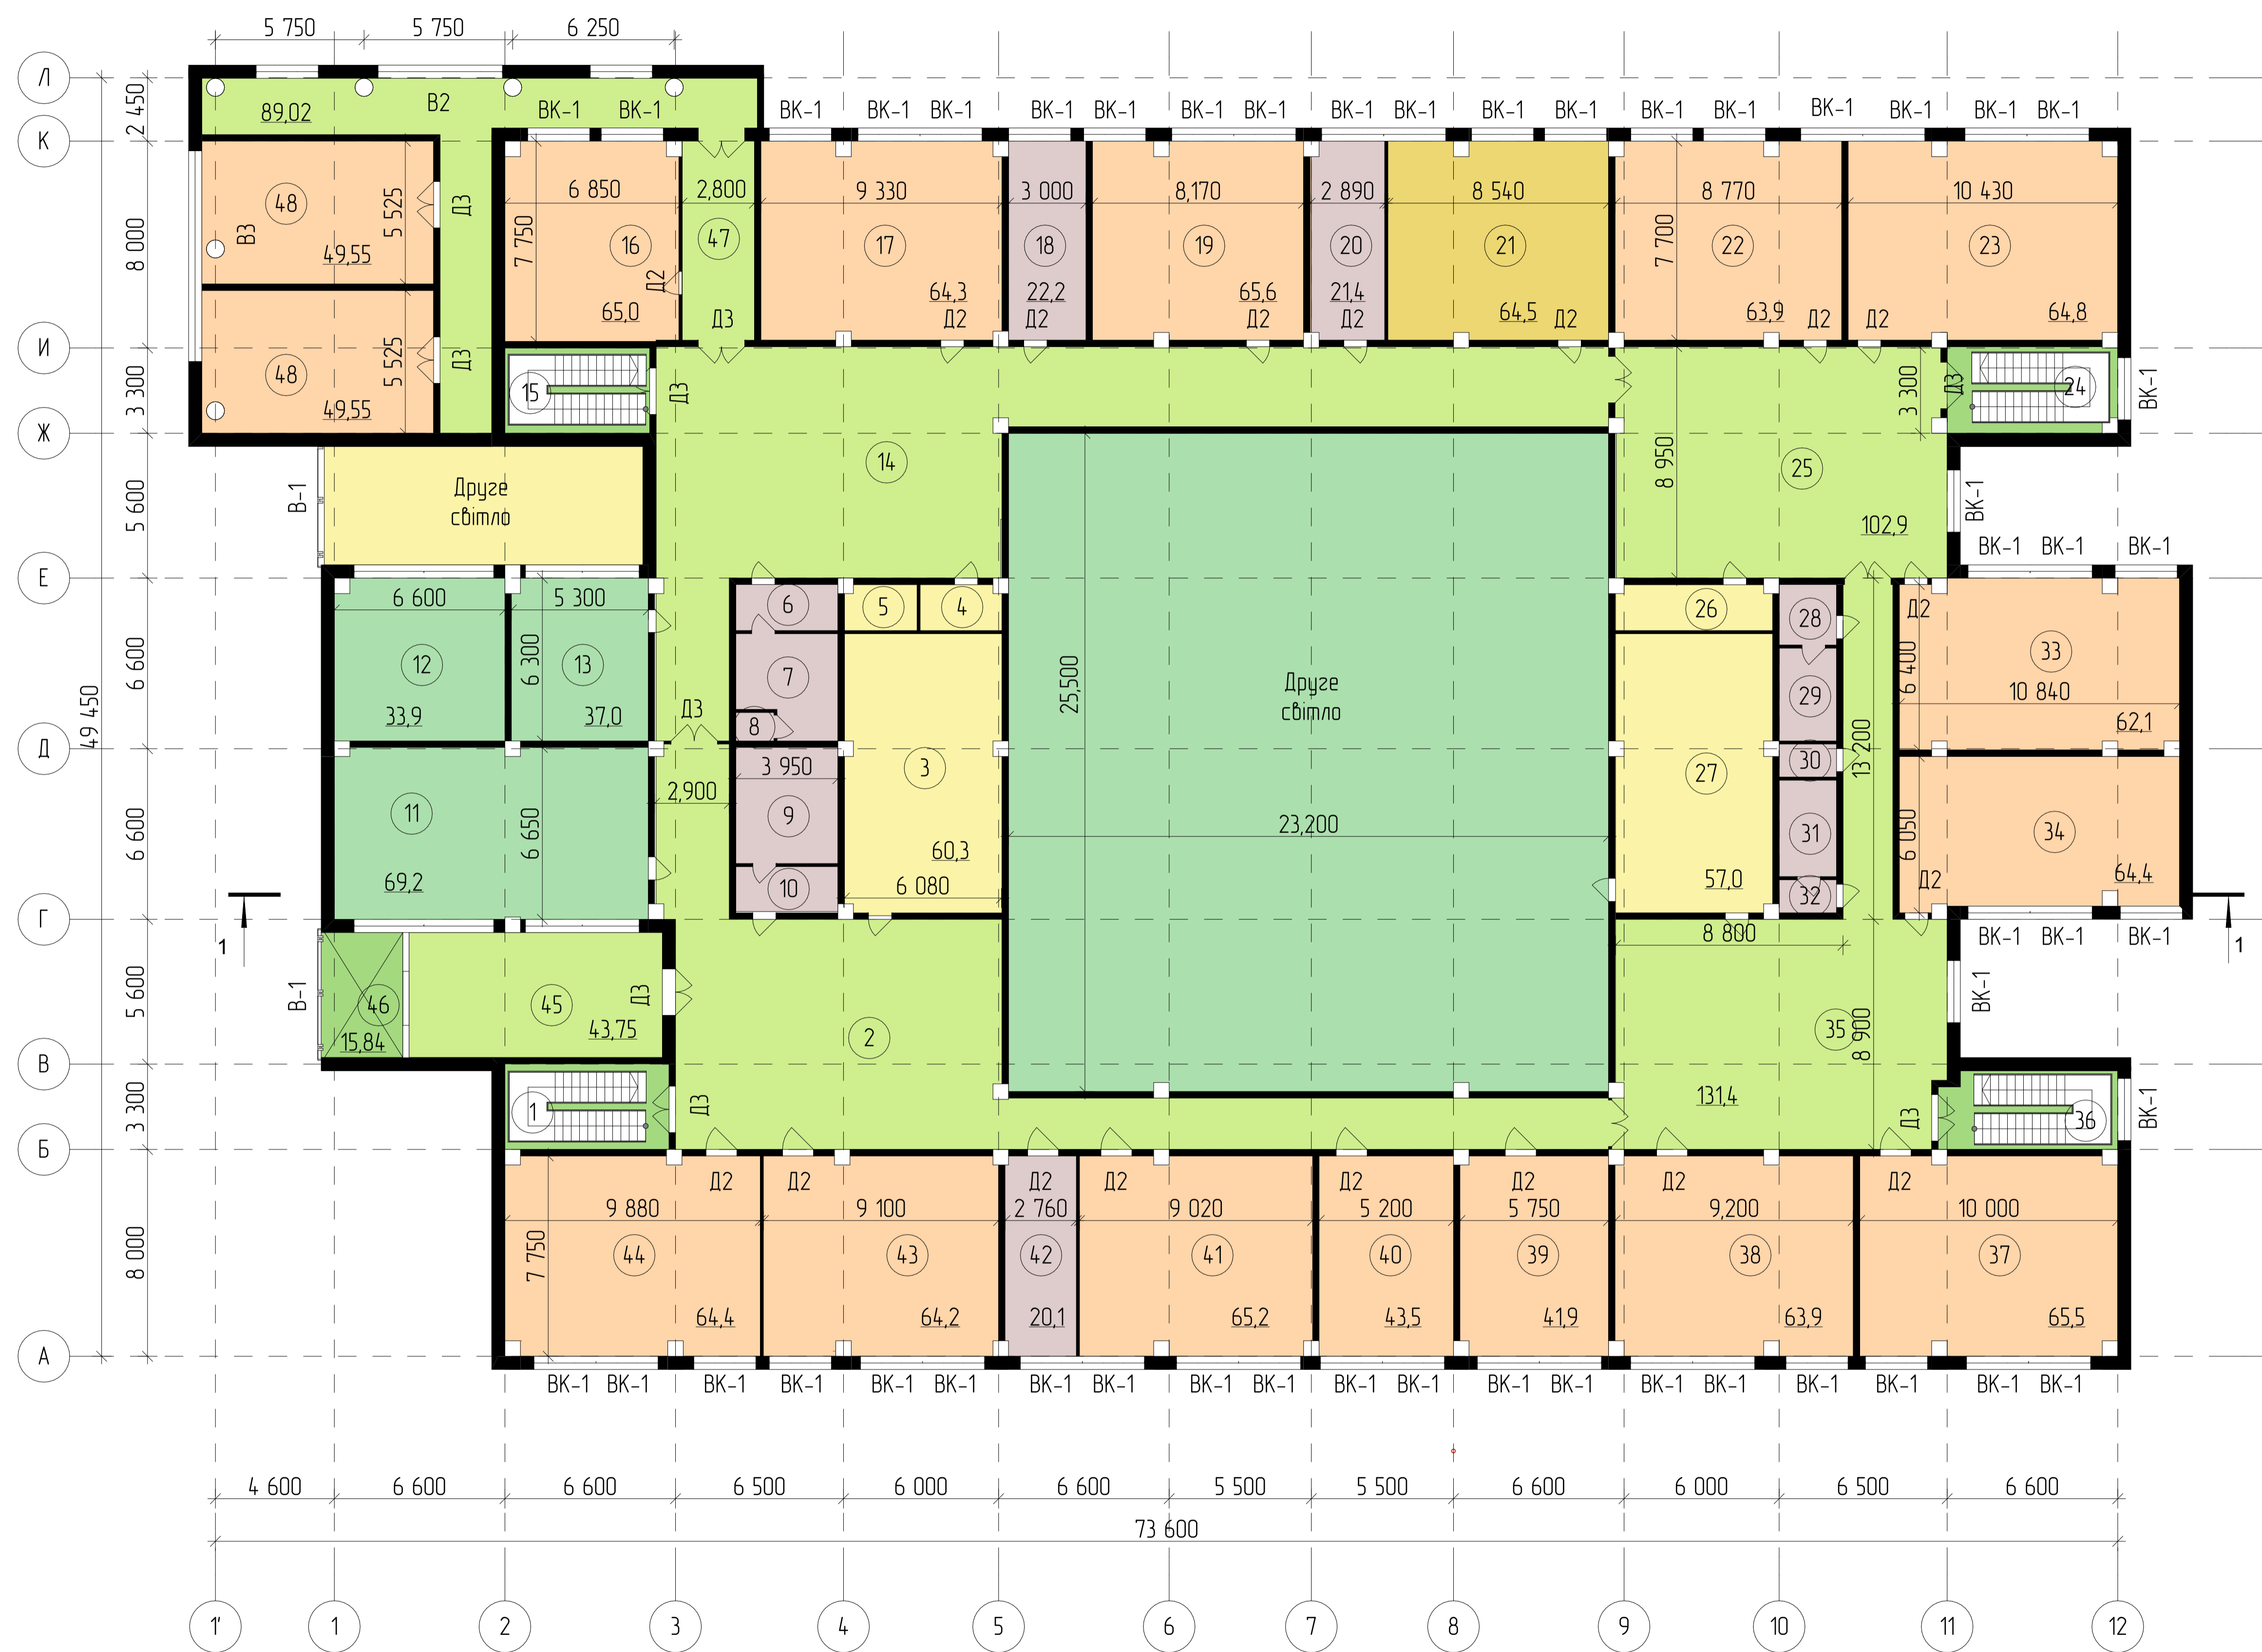 5 750 5 750 6 250
Л
2 450
89,02 В2 ВК-1 ВК-1 ВК-1 ВК-1 ВК-1 ВК-1 ВК-1 ВК-1 ВК-1 ВК-1 ВК-1 ВК-1 ВК-1 ВК-1 ВК-1 ВК-1 ВК-1 ВК-1 ВК-1
К
6 850 2,800 9 330 3 000 8,170 2 890 8 540 8 770 10 430
8 000 48 В3 5 525 Д3 7 750 16 47 17 18 19 20 21 7 700 22 23
49,55 Д2 65,0 64,3 22,2 65,6 21,4 64,5 63,9 64,8
Д3 Д2 Д2 Д2 Д2 Д2 Д2 Д2
И
48 5 525 Д3
49,55
3 300 15 Д3 3 300 Д3 24 ВК-1
Ж
5 600 В-1 Друге
світло
14 8 950 25 ВК-1
102,9
ВК-1 ВК-1 ВК-1
Е
6 600 5 300 6 5 4 26 28 Д2
49 450 6 600 12 6 300 13 7 Друге
світло
25,500 29 6 400 33
10 840
33,9 37,0 Д3 8 62,1
Д
3 950 3 27 30 13 200
2,900
6 600 11 6 650 9 23,200 31 6 050 34
69,2 60,3 57,0 64,4
10 6 080 32 Д2
Г
1 8 800 ВК-1 ВК-1 ВК-1 1
5 600 В-1 46 45 Д3 2 35 8 900 ВК-1
15,84 43,75
В
3 300 1 Д3 131,4 Д3 36 ВК-1
Б
Д2 Д2 Д2 Д2 Д2 Д2 Д2 Д2
9 880 9 100 2 760 9 020 5 200 5 750 9,200 10 000
8 000 7 750 44 43 42 41 40 39 38 37
64,4 64,2 20,1 65,2 43,5 41,9 63,9 65,5
А
ВК-1 ВК-1 ВК-1 ВК-1 ВК-1 ВК-1 ВК-1 ВК-1 ВК-1 ВК-1 ВК-1 ВК-1 ВК-1 ВК-1 ВК-1 ВК-1 ВК-1 ВК-1 ВК-1 ВК-1
4 600 6 600 6 600 6 500 6 000 6 600 5 500 5 500 6 600 6 000 6 500 6 600
73 600
1' 1 2 3 4 5 6 7 8 9 10 11 12